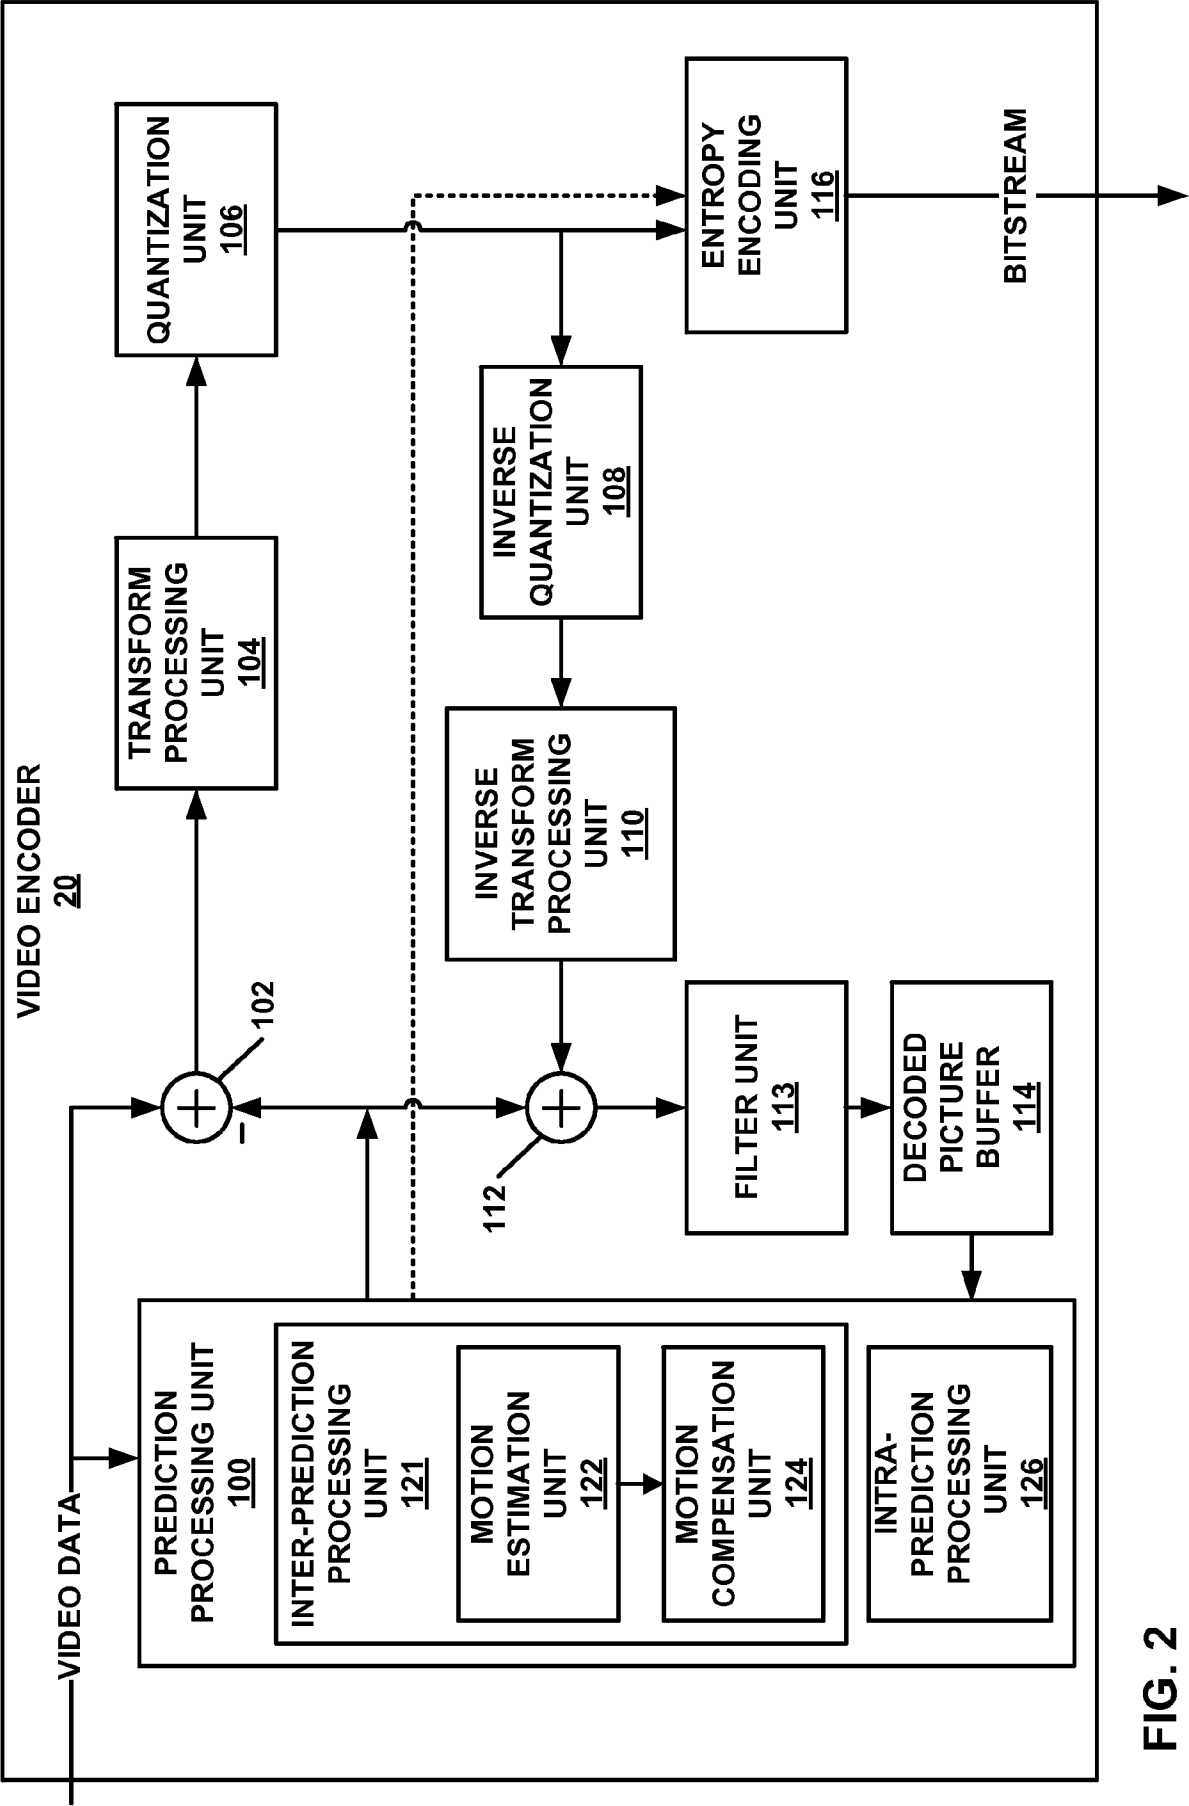 VIDEO ENCODER
20
VIDEO DATA
PREDICTION
PROCESSING UNIT
100
INTER-PREDICTION
PROCESSING
UNIT
121
MOTION
ESTIMATION
UNIT
122
MOTION
COMPENSATION
UNIT
124
INTRA-
PREDICTION
PROCESSING
UNIT
126
102
TRANSFORM
PROCESSING
UNIT
104
QUANTIZATION
UNIT
106
112
INVERSE
TRANSFORM
PROCESSING
UNIT
110
INVERSE
QUANTIZATION
UNIT
108
FILTER UNIT
113
DECODED
PICTURE
BUFFER
114
ENTROPY
ENCODING
UNIT
116
BITSTREAM
FIG. 2